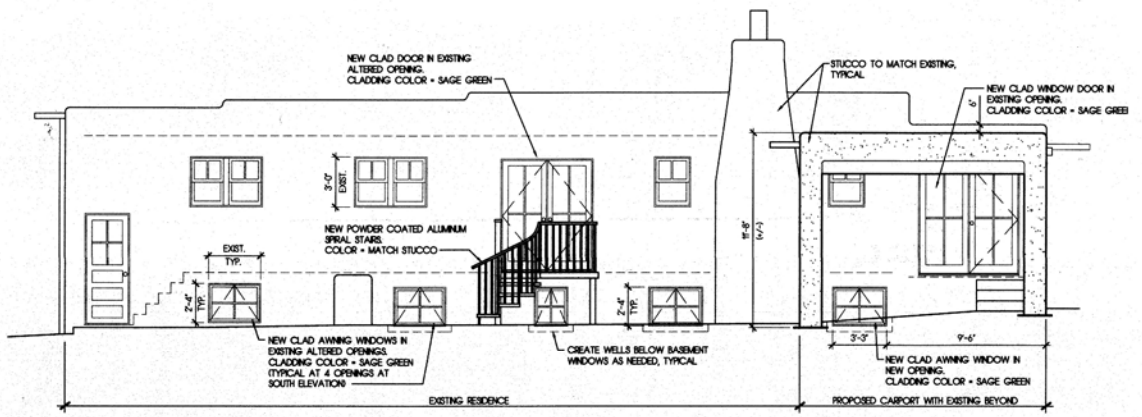 NEW CLAD DOOR IN EXISTING
ALTERED OPENING.
CLADDING COLOR = SAGE GREEN
STUCCO TO MATCH EXISTING,
TYPICAL
NEW CLAD WINDOW DOOR IN
EXISTING OPENING.
CLADDING COLOR = SAGE GREE
6"
3'-0"
EXIST.
NEW POWDER COATED ALUMINUM
SPIRAL STAIRS.
COLOR = MATCH STUCCO
11'-8"
(+/-)
EXIST.
TYP.
2'-4"
TYP.
2'-4"
TYP.
NEW CLAD AWNING WINDOWS IN
EXISTING ALTERED OPENINGS.
CLADDING COLOR = SAGE GREEN
(TYPICAL AT 4 OPENINGS AT
SOUTH ELEVATION)
CREATE WELLS BELOW BASEMENT
WINDOWS AS NEEDED, TYPICAL
3'-3"
9'-6"
NEW CLAD AWNING WINDOW IN
NEW OPENING.
CLADDING COLOR = SAGE GREEN
EXISTING RESIDENCE
PROPOSED CARPORT WITH EXISTING BEYOND